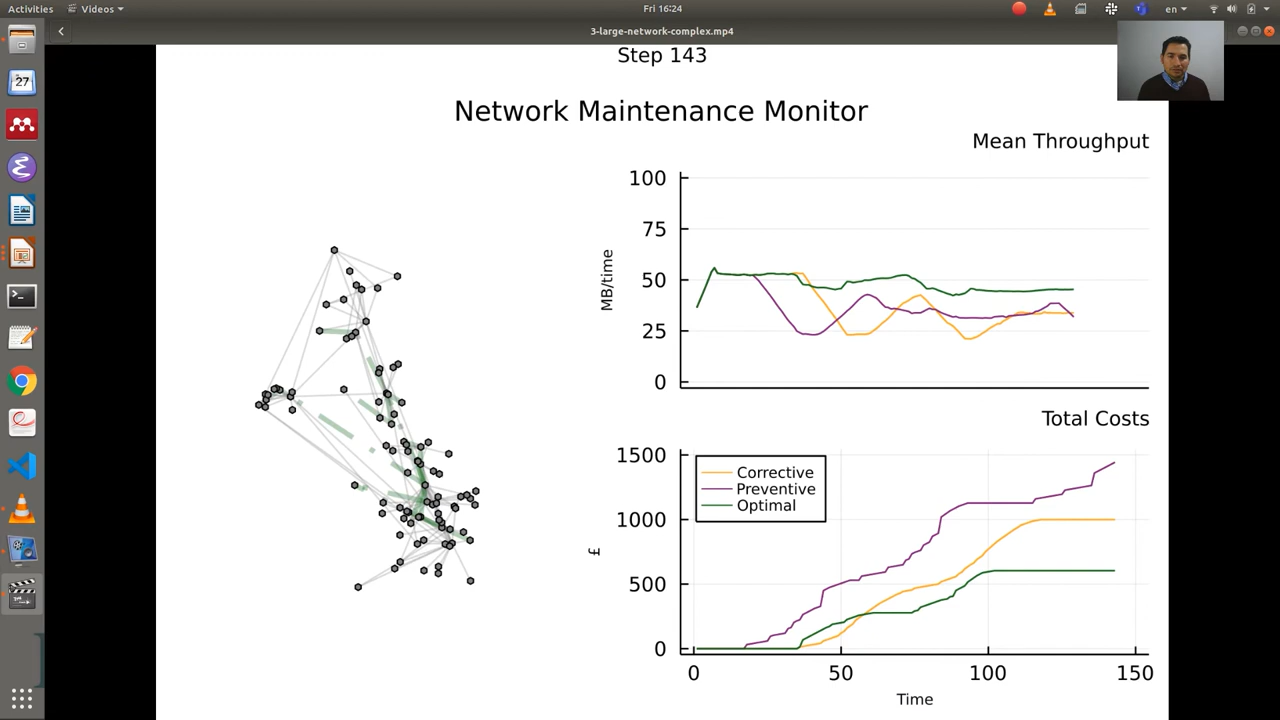 Activities
Videos
Fri 16:24
en
3-large-network-complex.mp4
27
Step 143
Network Maintenance Monitor
Mean Throughput
MB/time
100
75
50
25
0
Total Costs
£
1500
1000
500
0
Corrective
Preventive
Optimal
0 50 100 150
Time